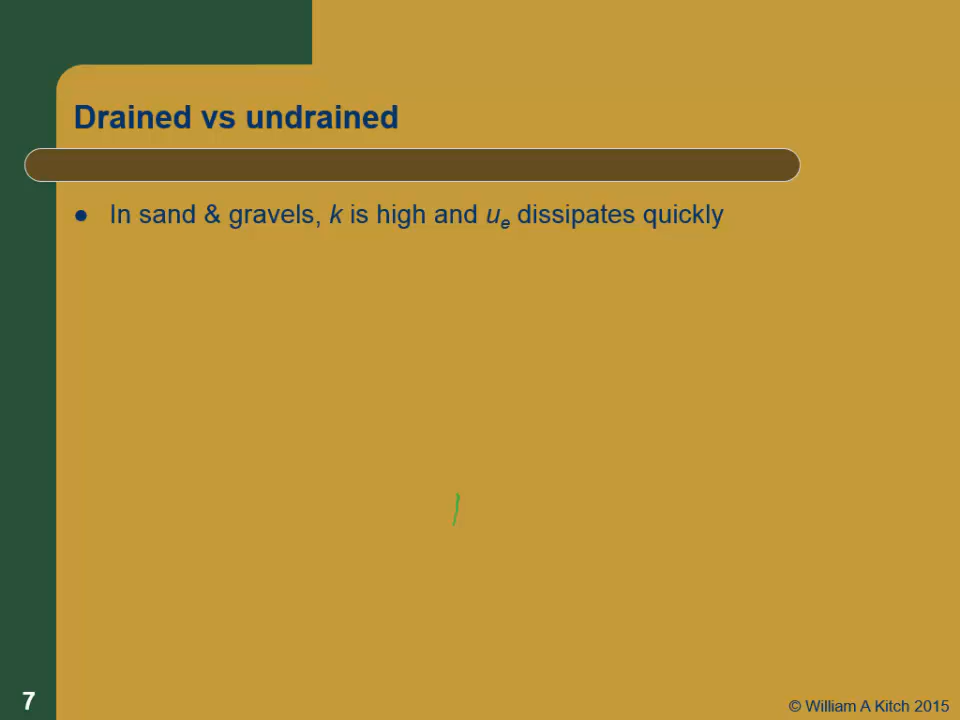 Drained vs undrained
● In sand & gravels, k is high and uₑ dissipates quickly
7
© William A Kitch 2015